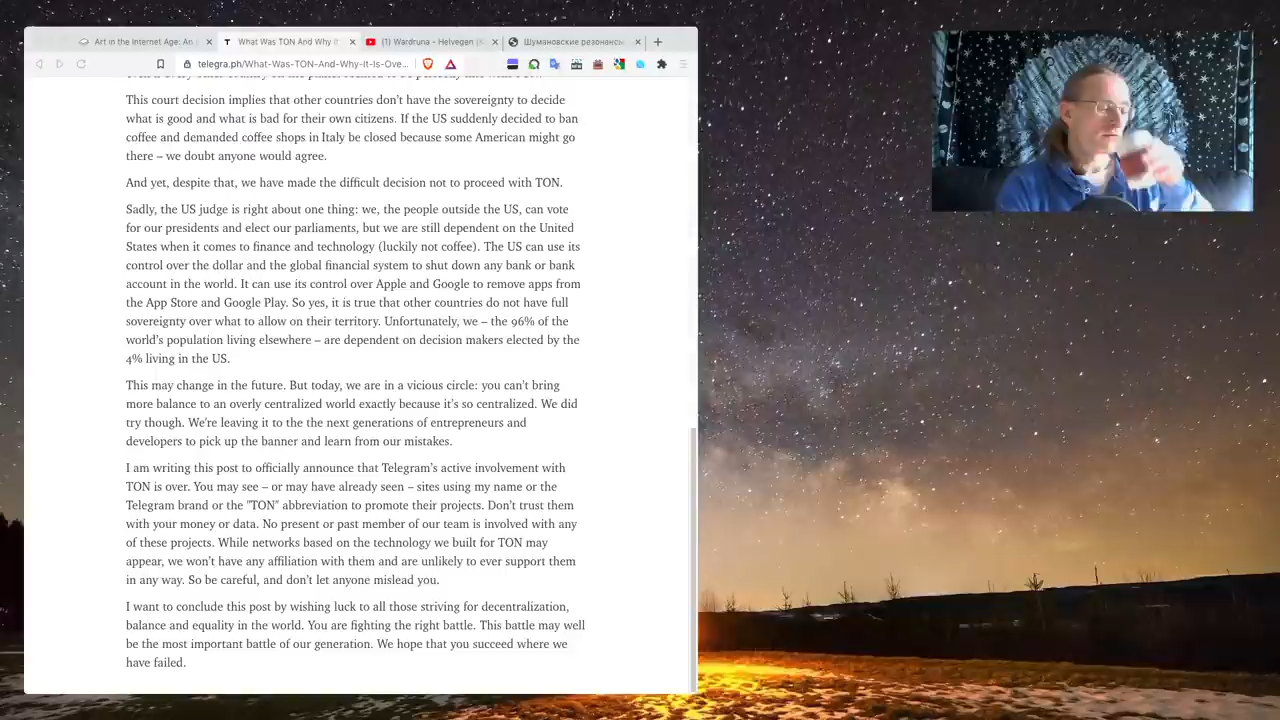 Art in the Internet Age: An
What Was TON And Why I
(1) Wardruna - Helvegen (
Шумановские резонанс
telegra.ph/What-Was-TON-And-Why-It-Is-Ove...
This court decision implies that other countries don't have the sovereignty to decide
what is good and what is bad for their own citizens. If the US suddenly decided to ban
coffee and demanded coffee shops in Italy be closed because some American might go
there – we doubt anyone would agree.
And yet, despite that, we have made the difficult decision not to proceed with TON.
Sadly, the US judge is right about one thing: we, the people outside the US, can vote
for our presidents and elect our parliaments, but we are still dependent on the United
States when it comes to finance and technology (luckily not coffee). The US can use its
control over the dollar and the global financial system to shut down any bank or bank
account in the world. It can use its control over Apple and Google to remove apps from
the App Store and Google Play. So yes, it is true that other countries do not have full
sovereignty over what to allow on their territory. Unfortunately, we – the 96% of the
world's population living elsewhere – are dependent on decision makers elected by the
4% living in the US.
This may change in the future. But today, we are in a vicious circle: you can't bring
more balance to an overly centralized world exactly because it's so centralized. We did
try though. We're leaving it to the the next generations of entrepreneurs and
developers to pick up the banner and learn from our mistakes.
I am writing this post to officially announce that Telegram's active involvement with
TON is over. You may see – or may have already seen – sites using my name or the
Telegram brand or the "TON" abbreviation to promote their projects. Don't trust them
with your money or data. No present or past member of our team is involved with any
of these projects. While networks based on the technology we built for TON may
appear, we won't have any affiliation with them and are unlikely to ever support them
in any way. So be careful, and don't let anyone mislead you.
I want to conclude this post by wishing luck to all those striving for decentralization,
balance and equality in the world. You are fighting the right battle. This battle may well
be the most important battle of our generation. We hope that you succeed where we
have failed.